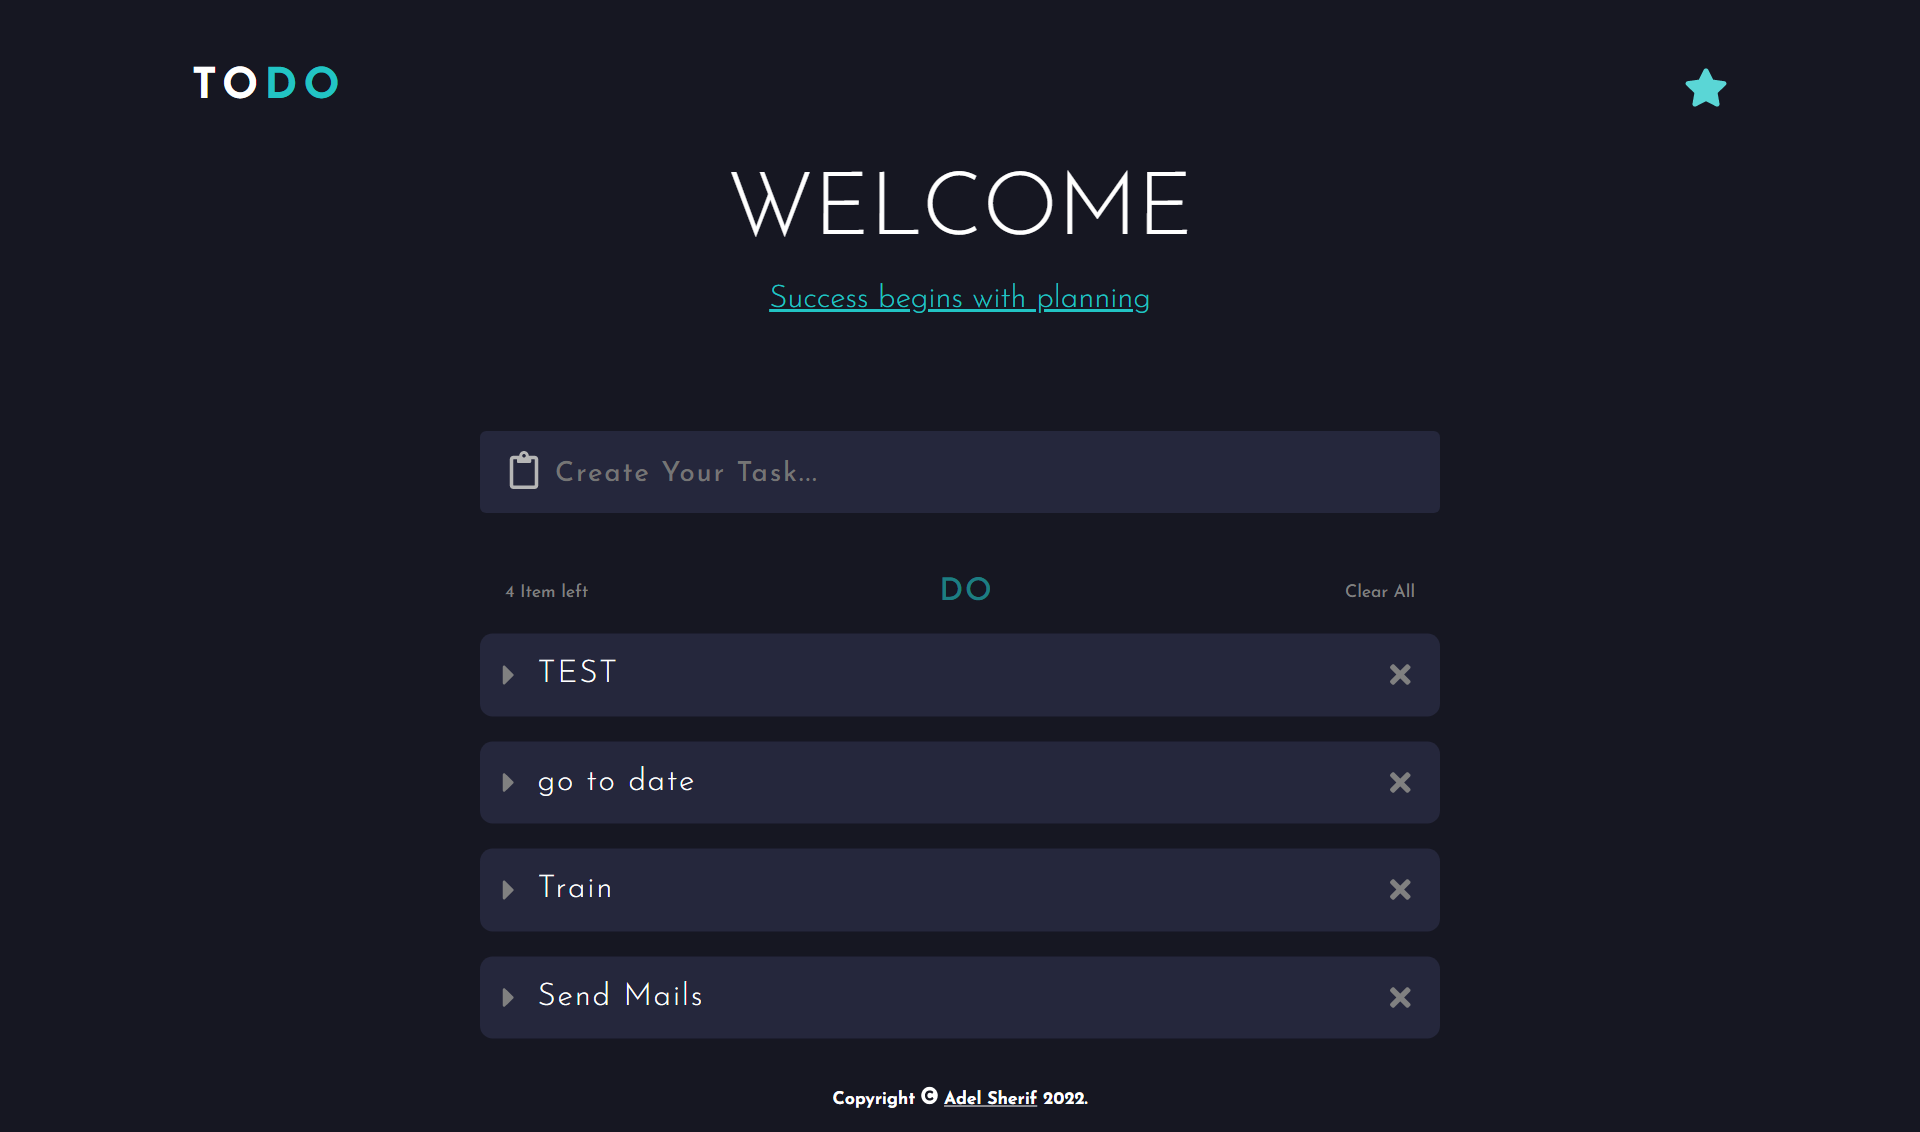 TODO
WELCOME
Success begins with planning
Create Your Task...
4 Item left DO Clear All
TEST
go to date
Train
Send Mails
Copyright © Adel Sherif 2022.